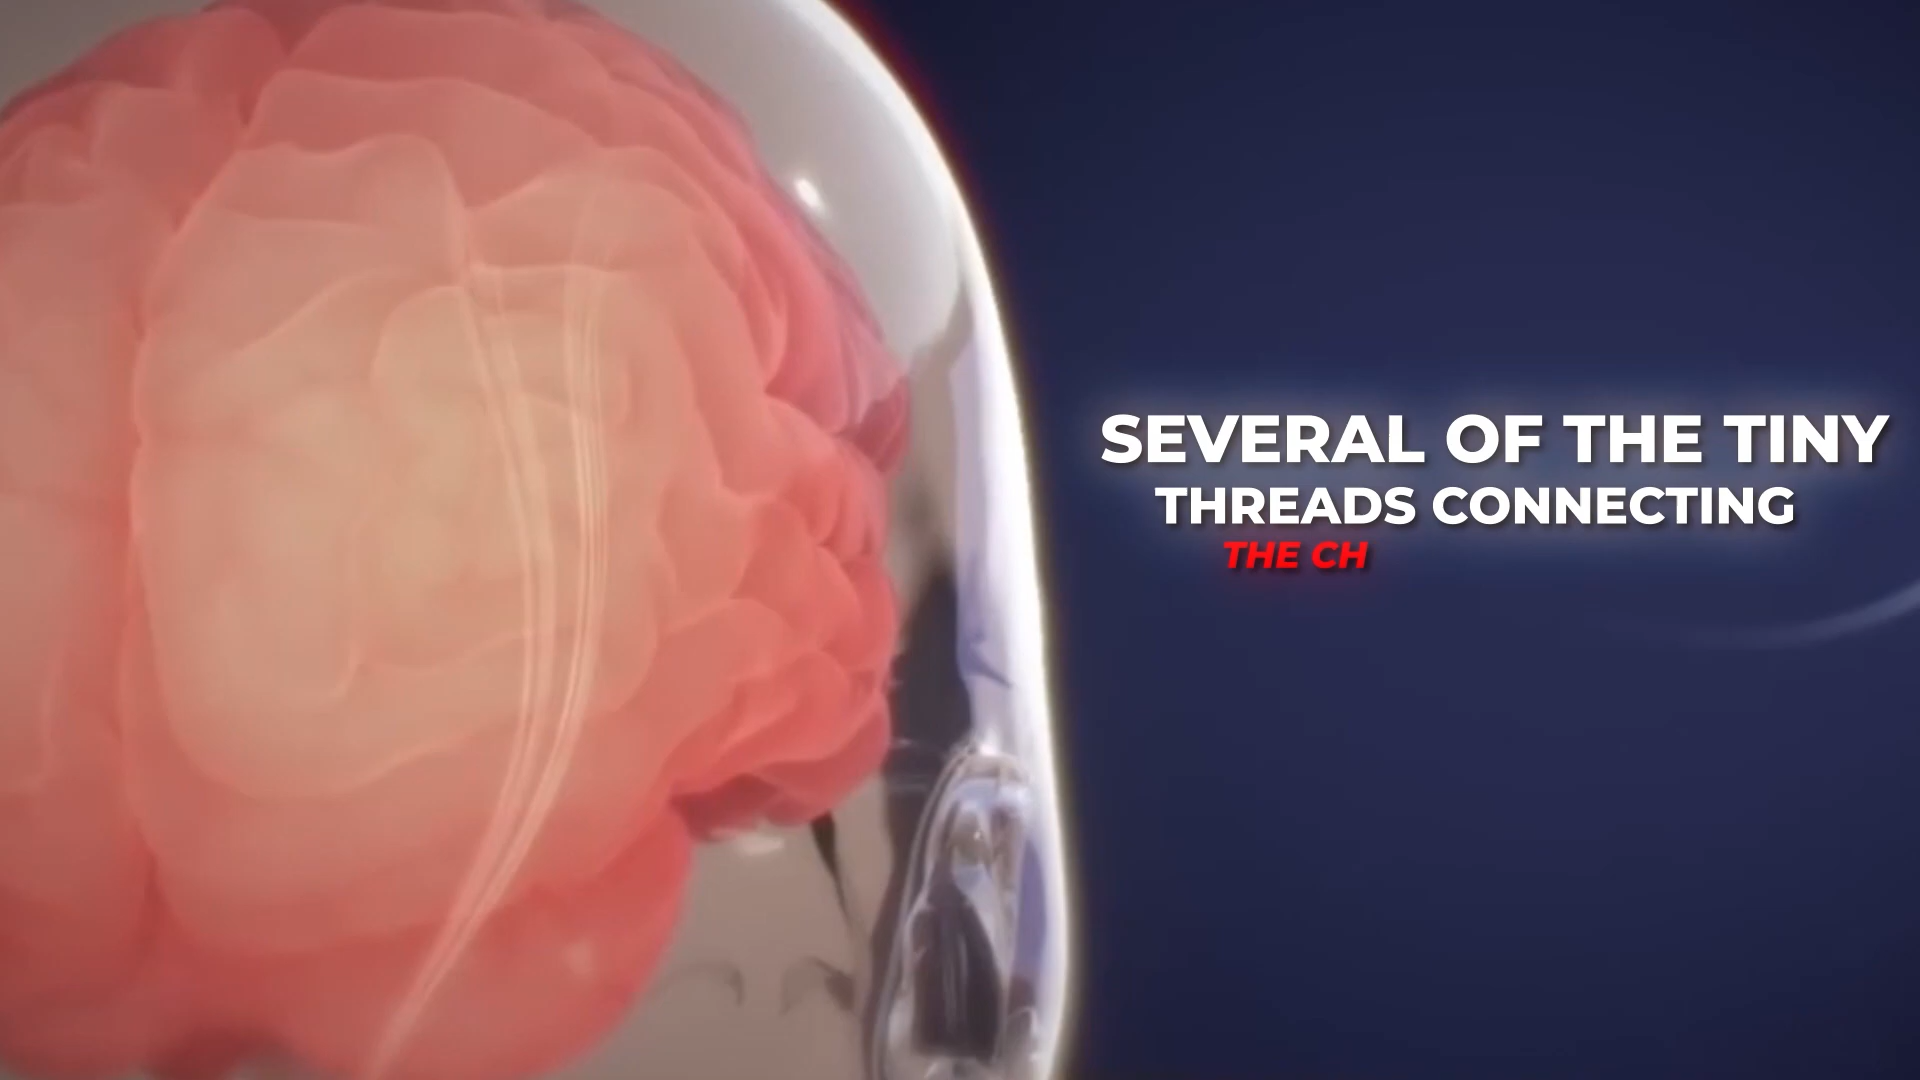 SEVERAL OF THE TINY
THREADS CONNECTING
THE CH